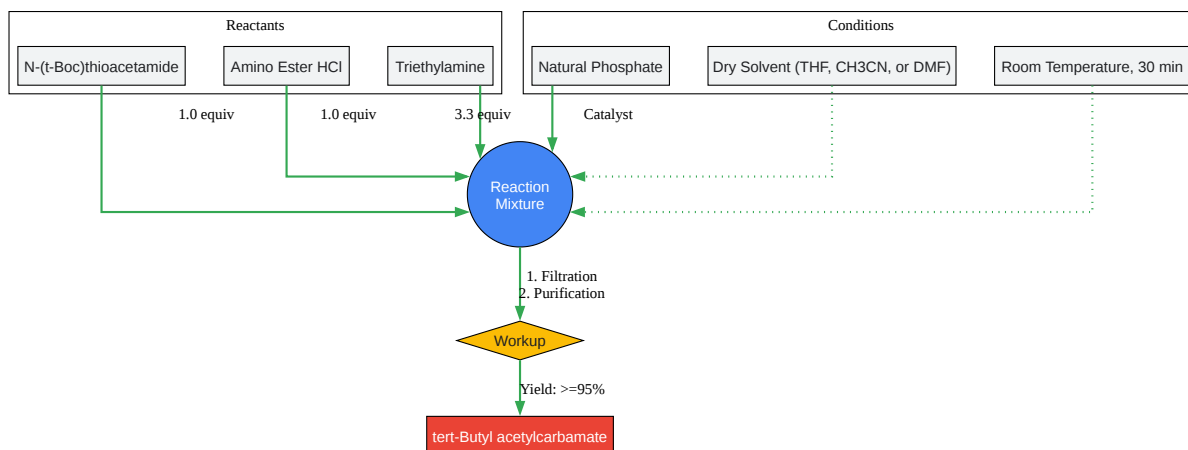 Reactants
Conditions
N-(t-Boc)thioacetamide
Amino Ester HCl
Triethylamine
Natural Phosphate
Dry Solvent (THF, CH3CN, or DMF)
Room Temperature, 30 min
1.0 equiv
1.0 equiv
3.3 equiv
Catalyst
Reaction
Mixture
1. Filtration
2. Purification
Workup
Yield: >=95%
tert-Butyl acetylcarbamate